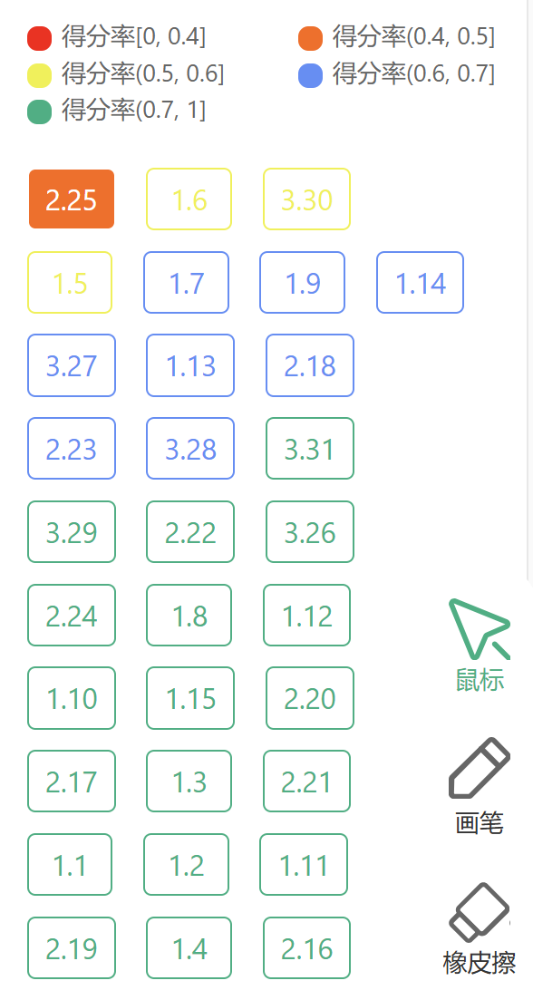 得分率[0, 0.4] 得分率(0.4, 0.5]
得分率(0.5, 0.6] 得分率(0.6, 0.7]
得分率(0.7, 1]
2.25 1.6 3.30
1.5 1.7 1.9 1.14
3.27 1.13 2.18
2.23 3.28 3.31
3.29 2.22 3.26
2.24 1.8 1.12
鼠标
1.10 1.15 2.20
2.17 1.3 2.21
画笔
1.1 1.2 1.11
2.19 1.4 2.16
橡皮擦